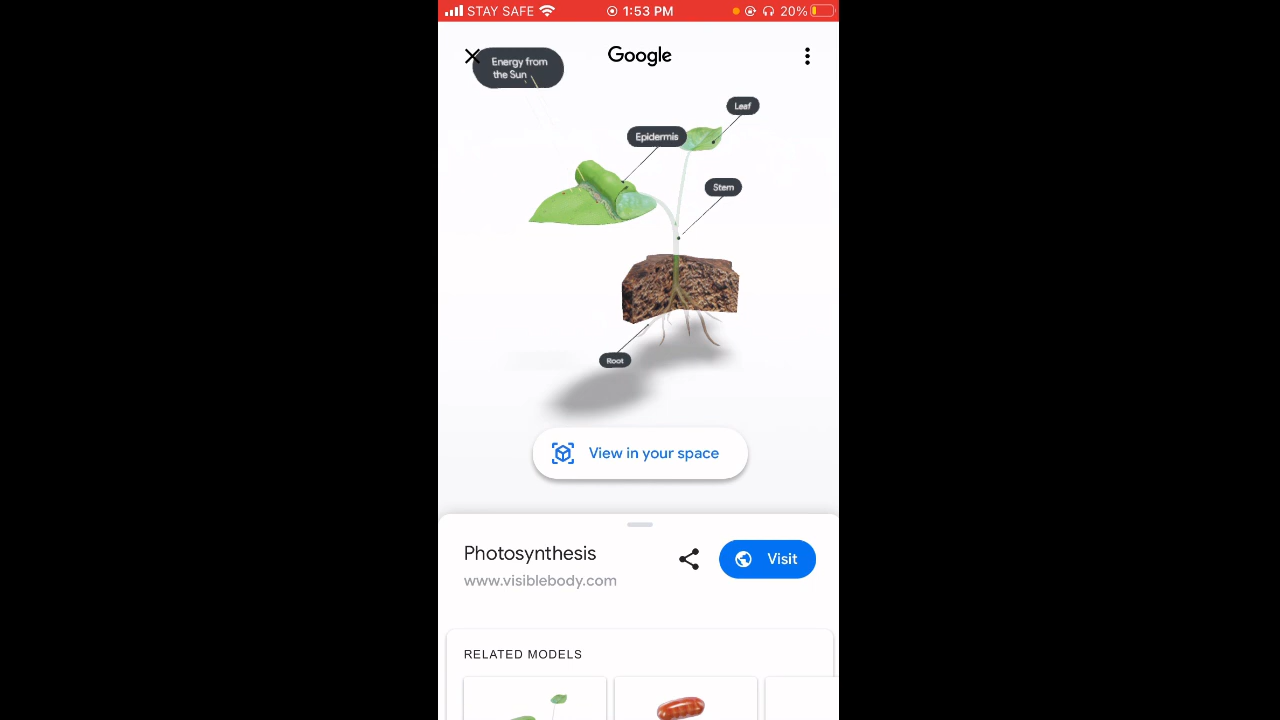 STAY SAFE 1:53 PM 20%
Energy from
the Sun
Google
Leaf
Epidermis
Stem
Root
View in your space
Photosynthesis
www.visiblebody.com
Visit
RELATED MODELS